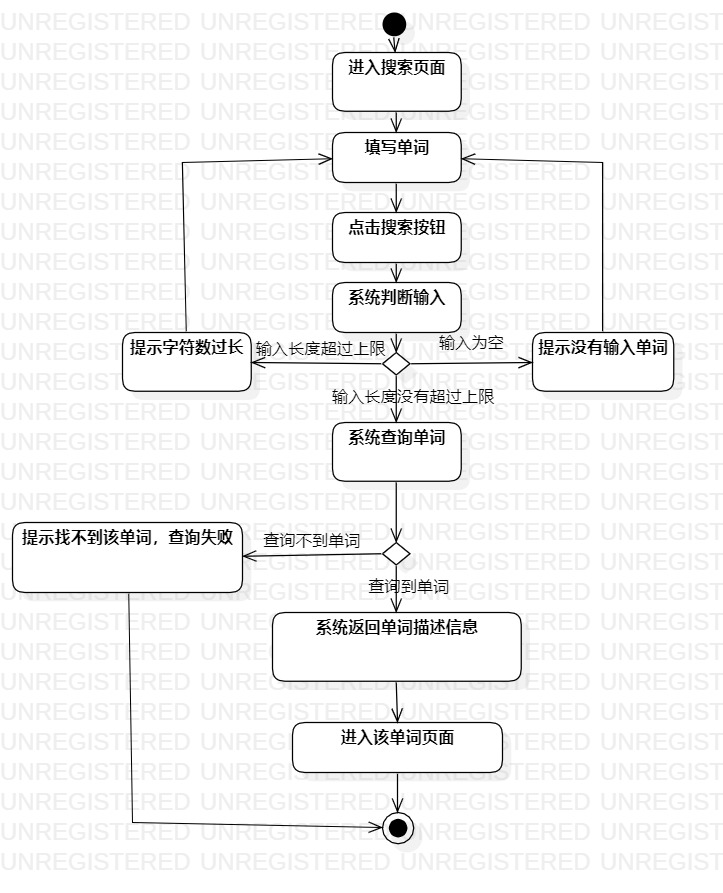 UNREGISTERED UNREGISTERED UNREGISTERED UNREGIST
进入搜索页面
填写单词
点击搜索按钮
系统判断输入
提示字符数过长
输入长度超过上限
输入为空
提示没有输入单词
输入长度没有超过上限
系统查询单词
提示找不到该单词，查询失败
查询不到单词
查询到单词
系统返回单词描述信息
进入该单词页面